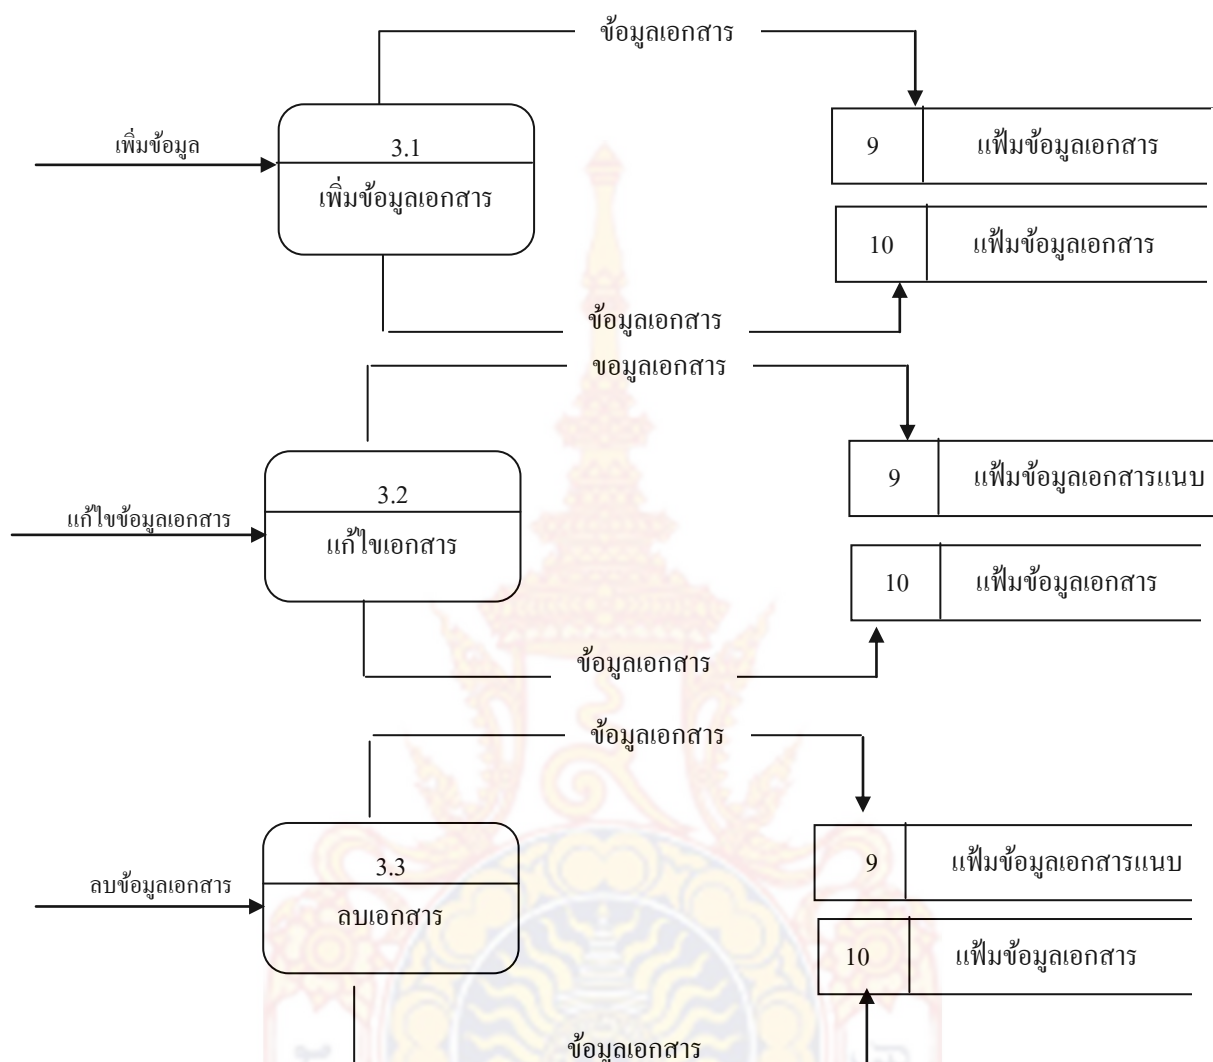 ข้อมูลเอกสาร
เพิ่มข้อมูล
3.1
เพิ่มข้อมูลเอกสาร
9
แฟ้มข้อมูลเอกสาร
10
แฟ้มข้อมูลเอกสาร
ข้อมูลเอกสาร
ขอมูลเอกสาร
แก้ไขข้อมูลเอกสาร
3.2
แก้ไขเอกสาร
9
แฟ้มข้อมูลเอกสารแนบ
10
แฟ้มข้อมูลเอกสาร
ข้อมูลเอกสาร
ข้อมูลเอกสาร
ลบข้อมูลเอกสาร
3.3
ลบเอกสาร
9
แฟ้มข้อมูลเอกสารแนบ
10
แฟ้มข้อมูลเอกสาร
ข้อมูลเอกสาร